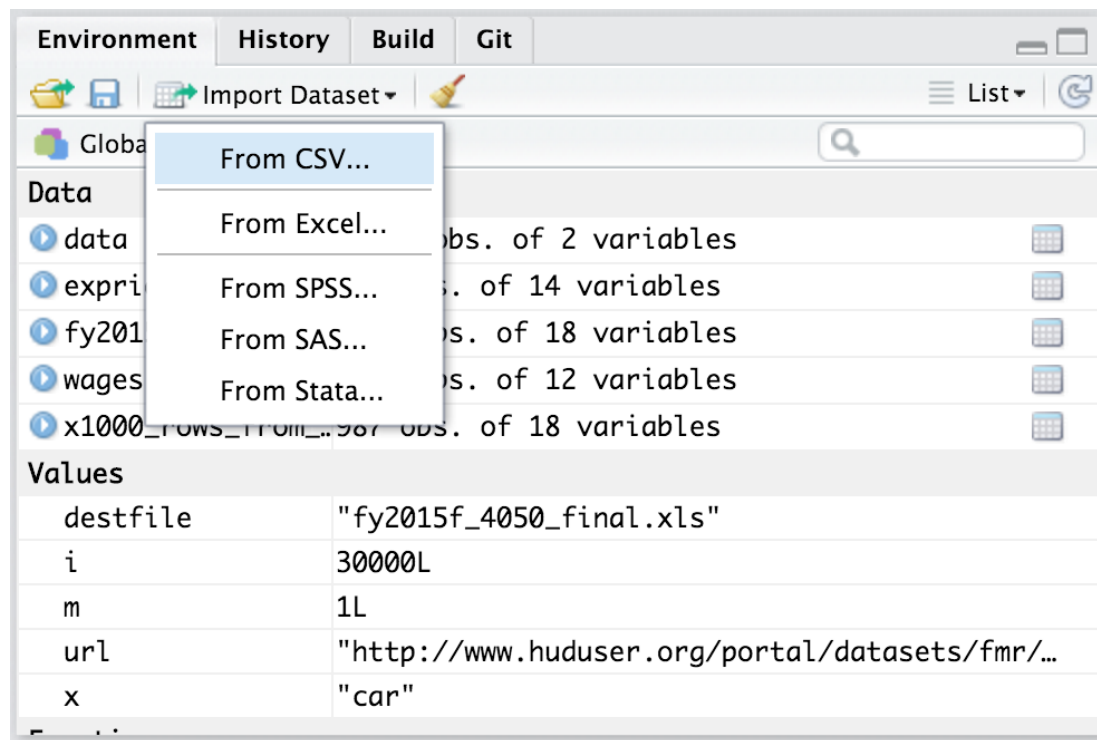 Environment History Build Git
Import Dataset List
Globa
From CSV...
Data
From Excel...
data obs. of 2 variables
expri s. of 14 variables
From SPSS...
fy201 s. of 18 variables
From SAS...
wages s. of 12 variables
From Stata...
x1000_rows_from_… 987 obs. of 18 variables
Values
destfile "fy2015f_4050_final.xls"
i 30000L
m 1L
url "http://www.huduser.org/portal/datasets/fmr/…
x "car"